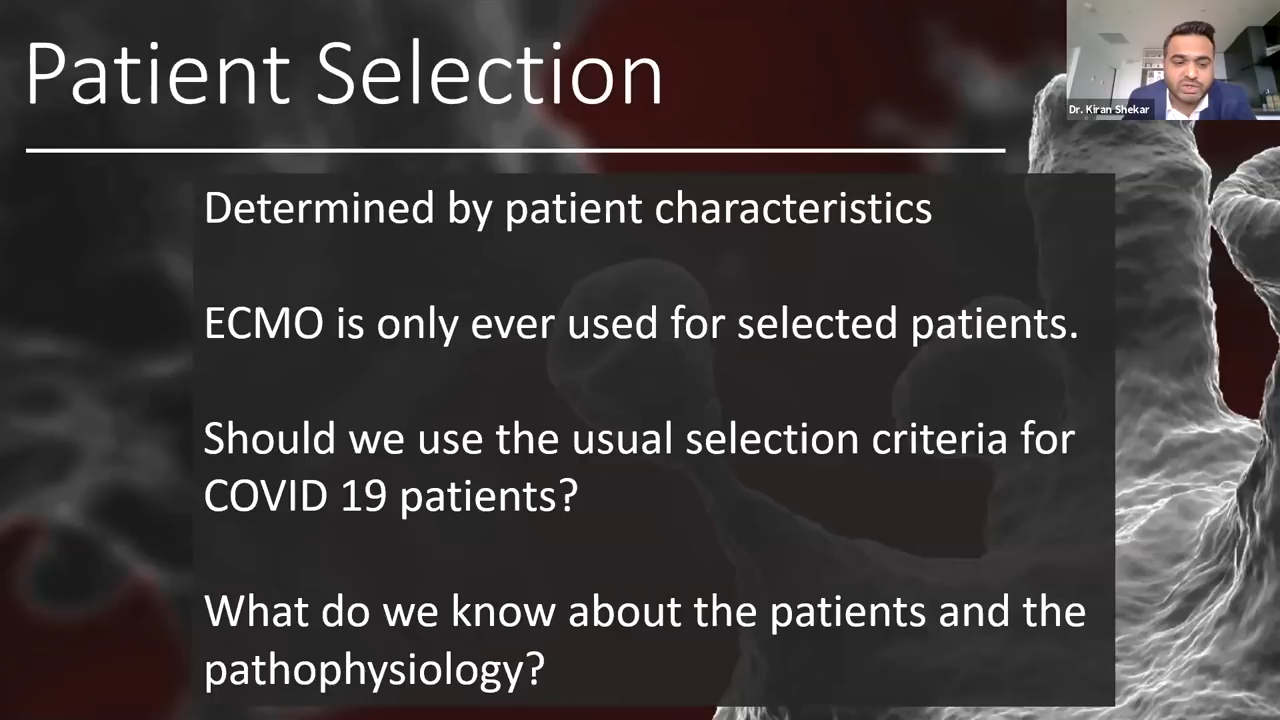 Patient Selection
Dr. Kiran Shekar
Determined by patient characteristics
ECMO is only ever used for selected patients.
Should we use the usual selection criteria for
COVID 19 patients?
What do we know about the patients and the
pathophysiology?